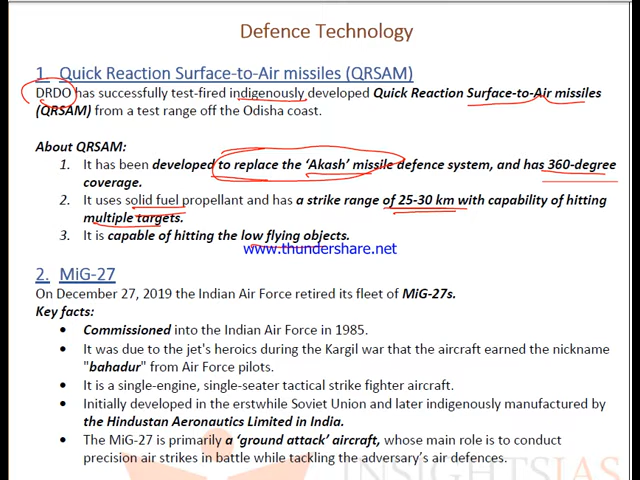 Defence Technology
1. Quick Reaction Surface-to-Air missiles (QRSAM)
DRDO has successfully test-fired indigenously developed Quick Reaction Surface-to-Air missiles
(QRSAM) from a test range off the Odisha coast.
About QRSAM:
1. It has been developed to replace the ‘Akash’ missile defence system, and has 360-degree
coverage.
2. It uses solid fuel propellant and has a strike range of 25-30 km with capability of hitting
multiple targets.
3. It is capable of hitting the low flying objects.
www.thundershare.net
2. MiG-27
On December 27, 2019 the Indian Air Force retired its fleet of MiG-27s.
Key facts:
• Commissioned into the Indian Air Force in 1985.
• It was due to the jet's heroics during the Kargil war that the aircraft earned the nickname
"bahadur" from Air Force pilots.
• It is a single-engine, single-seater tactical strike fighter aircraft.
• Initially developed in the erstwhile Soviet Union and later indigenously manufactured by
the Hindustan Aeronautics Limited in India.
• The MiG-27 is primarily a ‘ground attack’ aircraft, whose main role is to conduct
precision air strikes in battle while tackling the adversary's air defences.
INSIGHTSIAS